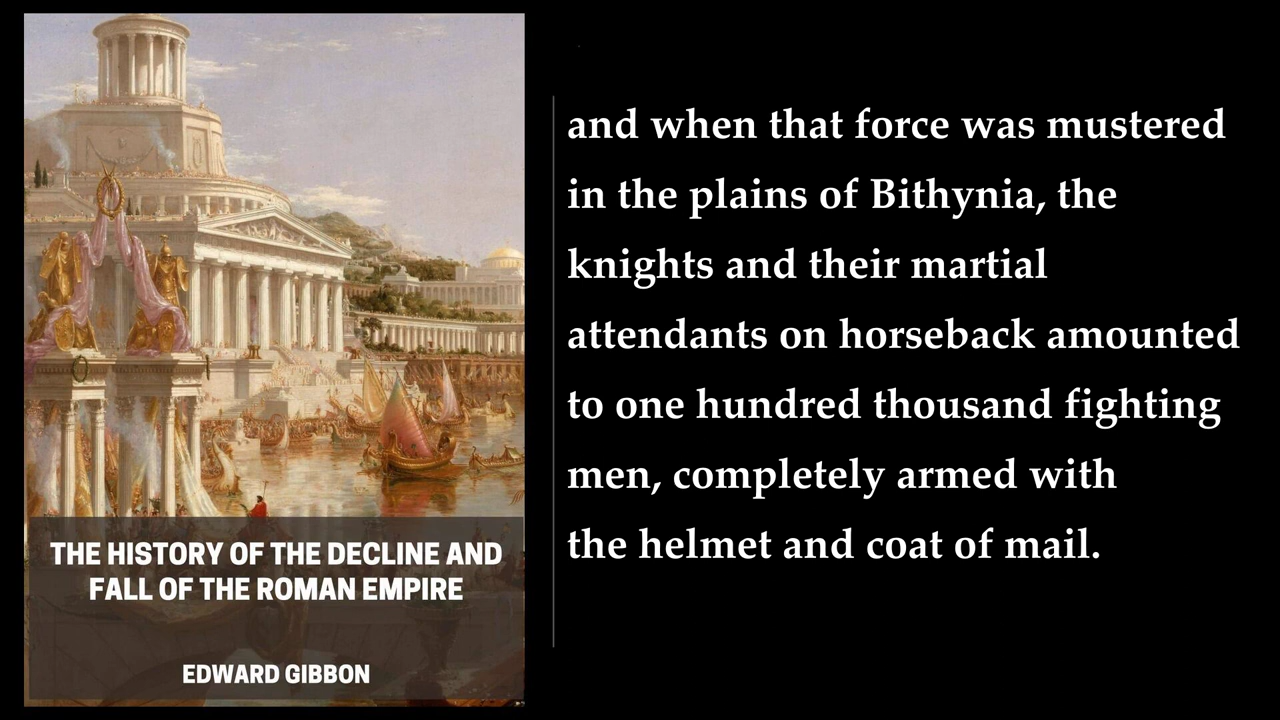 THE HISTORY OF THE DECLINE AND
FALL OF THE ROMAN EMPIRE
EDWARD GIBBON
and when that force was mustered
in the plains of Bithynia, the
knights and their martial
attendants on horseback amounted
to one hundred thousand fighting
men, completely armed with
the helmet and coat of mail.